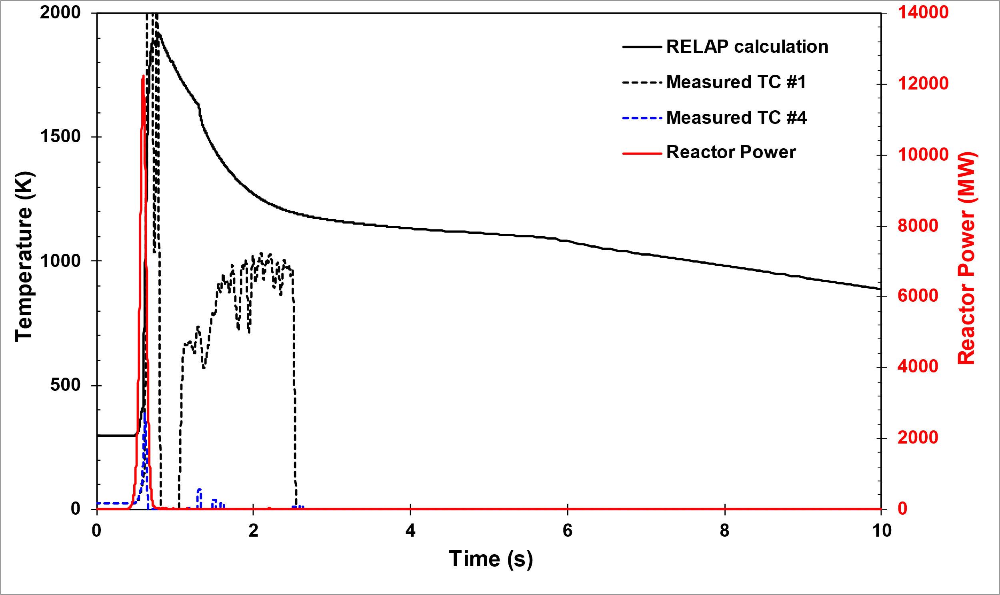 2000
1500
1000
500
0
Temperature (K)
14000
12000
10000
8000
6000
4000
2000
0
Reactor Power (MW)
RELAP calculation
Measured TC #1
Measured TC #4
Reactor Power
0 2 4 6 8 10
Time (s)